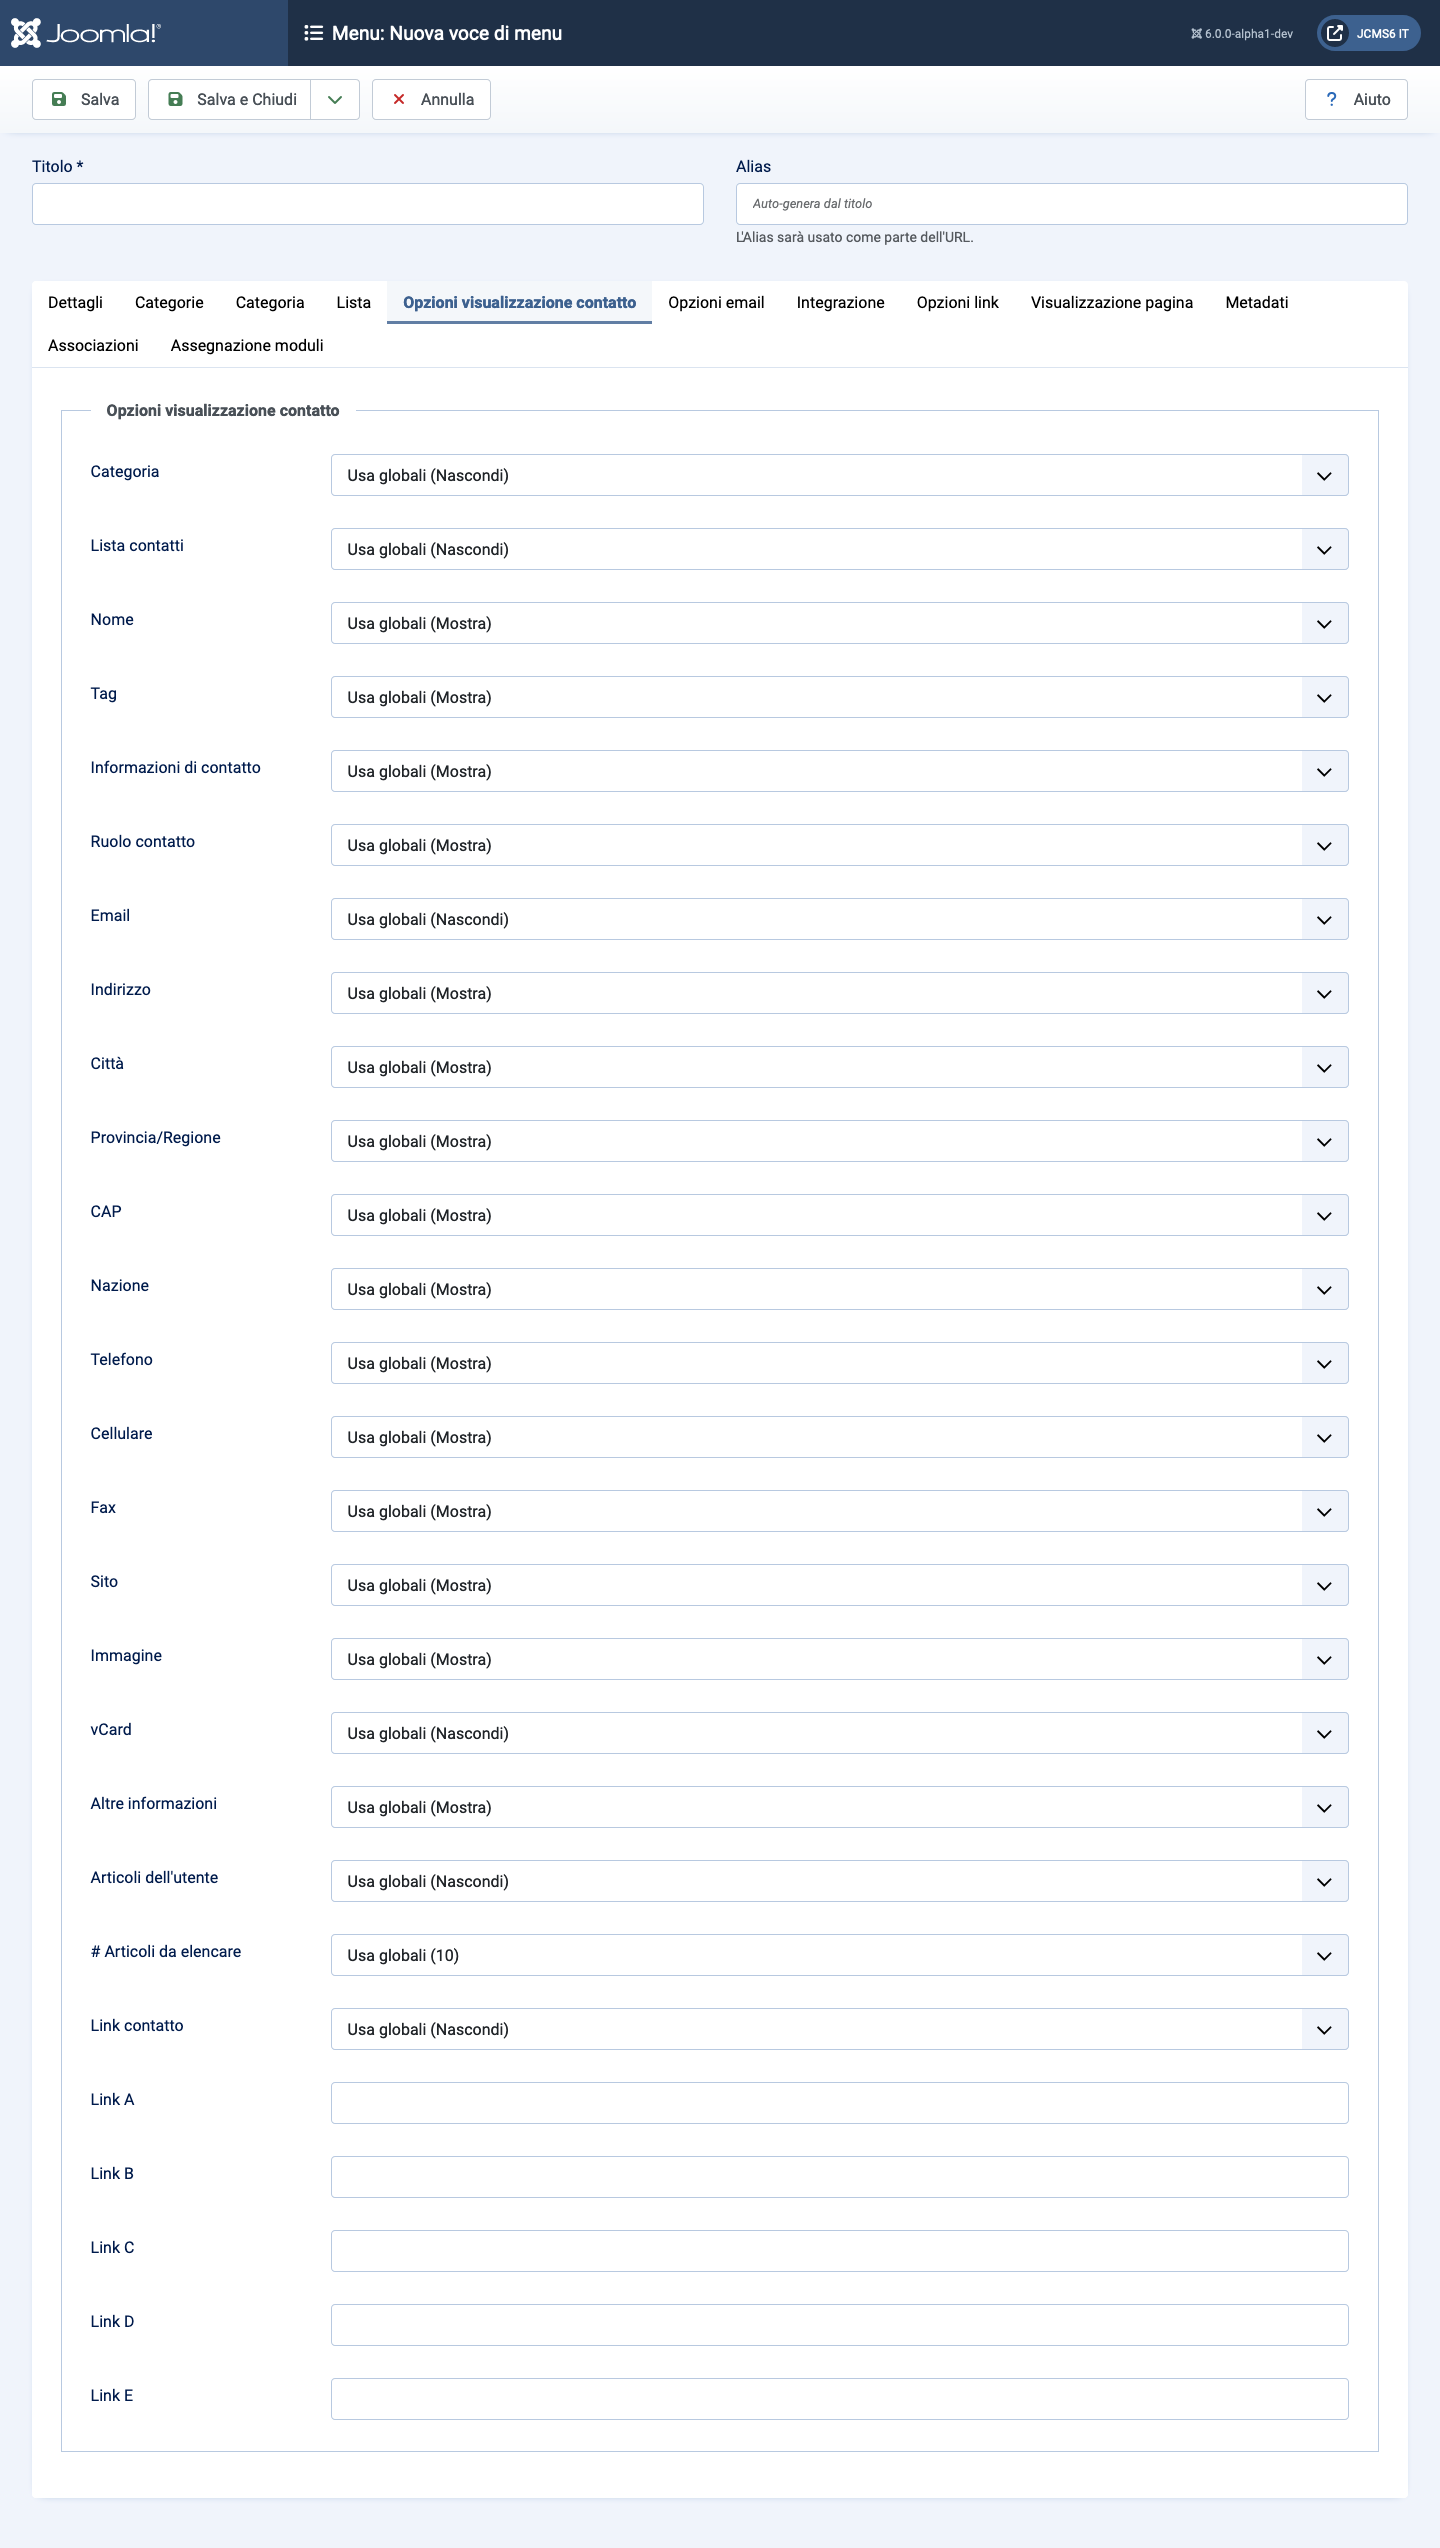 Joomla!®
Menu: Nuova voce di menu
6.0.0-alpha1-dev
JCMS6 IT
Salva
Salva e Chiudi
Annulla
? Aiuto
Titolo *
Alias
Auto-genera dal titolo
L'Alias sarà usato come parte dell'URL.
Dettagli Categorie Categoria Lista Opzioni visualizzazione contatto Opzioni email Integrazione Opzioni link Visualizzazione pagina Metadati
Associazioni Assegnazione moduli
Opzioni visualizzazione contatto
Categoria Usa globali (Nascondi)
Lista contatti Usa globali (Nascondi)
Nome Usa globali (Mostra)
Tag Usa globali (Mostra)
Informazioni di contatto Usa globali (Mostra)
Ruolo contatto Usa globali (Mostra)
Email Usa globali (Nascondi)
Indirizzo Usa globali (Mostra)
Città Usa globali (Mostra)
Provincia/Regione Usa globali (Mostra)
CAP Usa globali (Mostra)
Nazione Usa globali (Mostra)
Telefono Usa globali (Mostra)
Cellulare Usa globali (Mostra)
Fax Usa globali (Mostra)
Sito Usa globali (Mostra)
Immagine Usa globali (Mostra)
vCard Usa globali (Nascondi)
Altre informazioni Usa globali (Mostra)
Articoli dell'utente Usa globali (Nascondi)
# Articoli da elencare Usa globali (10)
Link contatto Usa globali (Nascondi)
Link A
Link B
Link C
Link D
Link E